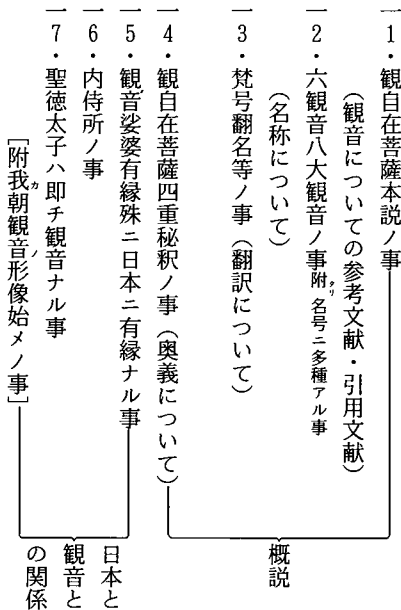 一1・観自在菩薩本説ノ事
(観音についての参考文献・引用文献)
一2・六観音八大観音ノ事附タリ名号ニ多種アル事
(名称について)
一3・梵号翻名等ノ事(翻訳について)
一4・観自在菩薩四重秘釈ノ事(奥義について)
概説
一5・観音娑婆有縁殊ニ日本ニ有縁ナル事
一6・内侍所ノ事
一7・聖徳太子ハ即チ観音ナル事
[附我カ朝観音ノ形像始メノ事]
日本と
観音と
の関係